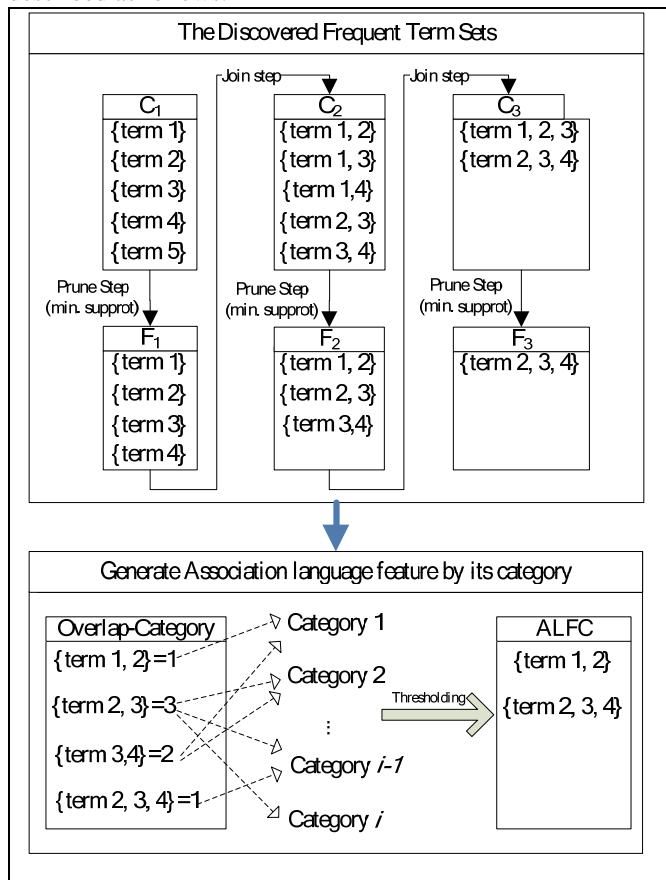 The Discovered Frequent Term Sets
Join step
Join step
C1
{term 1}
{term 2}
{term 3}
{term 4}
{term 5}
C2
{term 1, 2}
{term 1, 3}
{term 1,4}
{term 2, 3}
{term 3, 4}
C3
{term 1, 2, 3}
{term 2, 3, 4}
Prune Step
(min. supprot)
Prune Step
(min. supprot)
Prune Step
(min. supprot)
F1
{term 1}
{term 2}
{term 3}
{term 4}
F2
{term 1, 2}
{term 2, 3}
{term 3,4}
F3
{term 2, 3, 4}
Generate Association language feature by its category
Overlap-Category
{term 1, 2}=1
{term 2, 3}=3
{term 3,4}=2
{term 2, 3, 4}=1
Category 1
Category 2
⋮
Category i-1
Category i
Thresholding
ALFC
{term 1, 2}
{term 2, 3, 4}